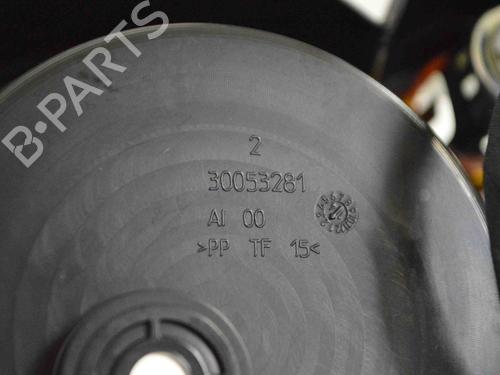 B-PARTS
2
30053281
AI 00
>PP TF 15<